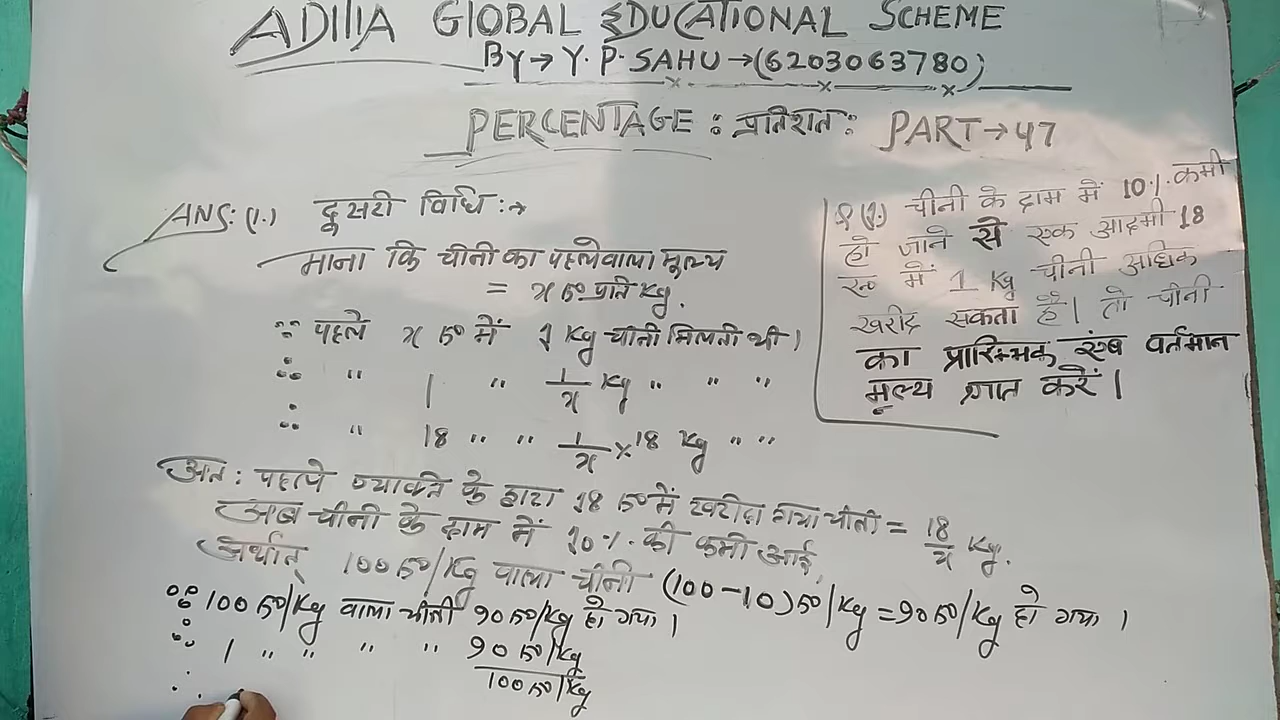 ADITYA GLOBAL EDUCATIONAL SCHEME
BY→ Y.P. SAHU →(6203063780)
PERCENTAGE : प्रतिशत: PART→47
ANS: (1.) दूसरी विधि :→
माना कि चीनी का पहलेवाला मूल्य
= x रु० प्रति Kg.
∵ पहले x रु० में 1 Kg चीनी मिलती थी।
∴ " 1 " 1/x Kg " " "
∴ " 18 " " 1/x × 18 Kg " "
अत: पहले व्यक्ति के द्वारा 18 रु० में खरीदा गया चीनी = 18/x Kg.
अब चीनी के दाम में 10%. की कमी आई,
अर्थात् 100 रु०/Kg वाला चीनी (100-10) रु०/Kg = 90 रु०/Kg हो गया।
∵ 100 रु०/Kg वाला चीनी 90 रु०/Kg हो गया।
∴ 1 " " " " 90 रु०/Kg / 100 रु०/Kg
Q (1.) चीनी के दाम में 10%. कमी
हो जाने से एक आदमी 18
रु० में 1 Kg चीनी अधिक
खरीद सकता है। तो चीनी
का प्रारम्भिक एंव वर्तमान
मूल्य ज्ञात करें।